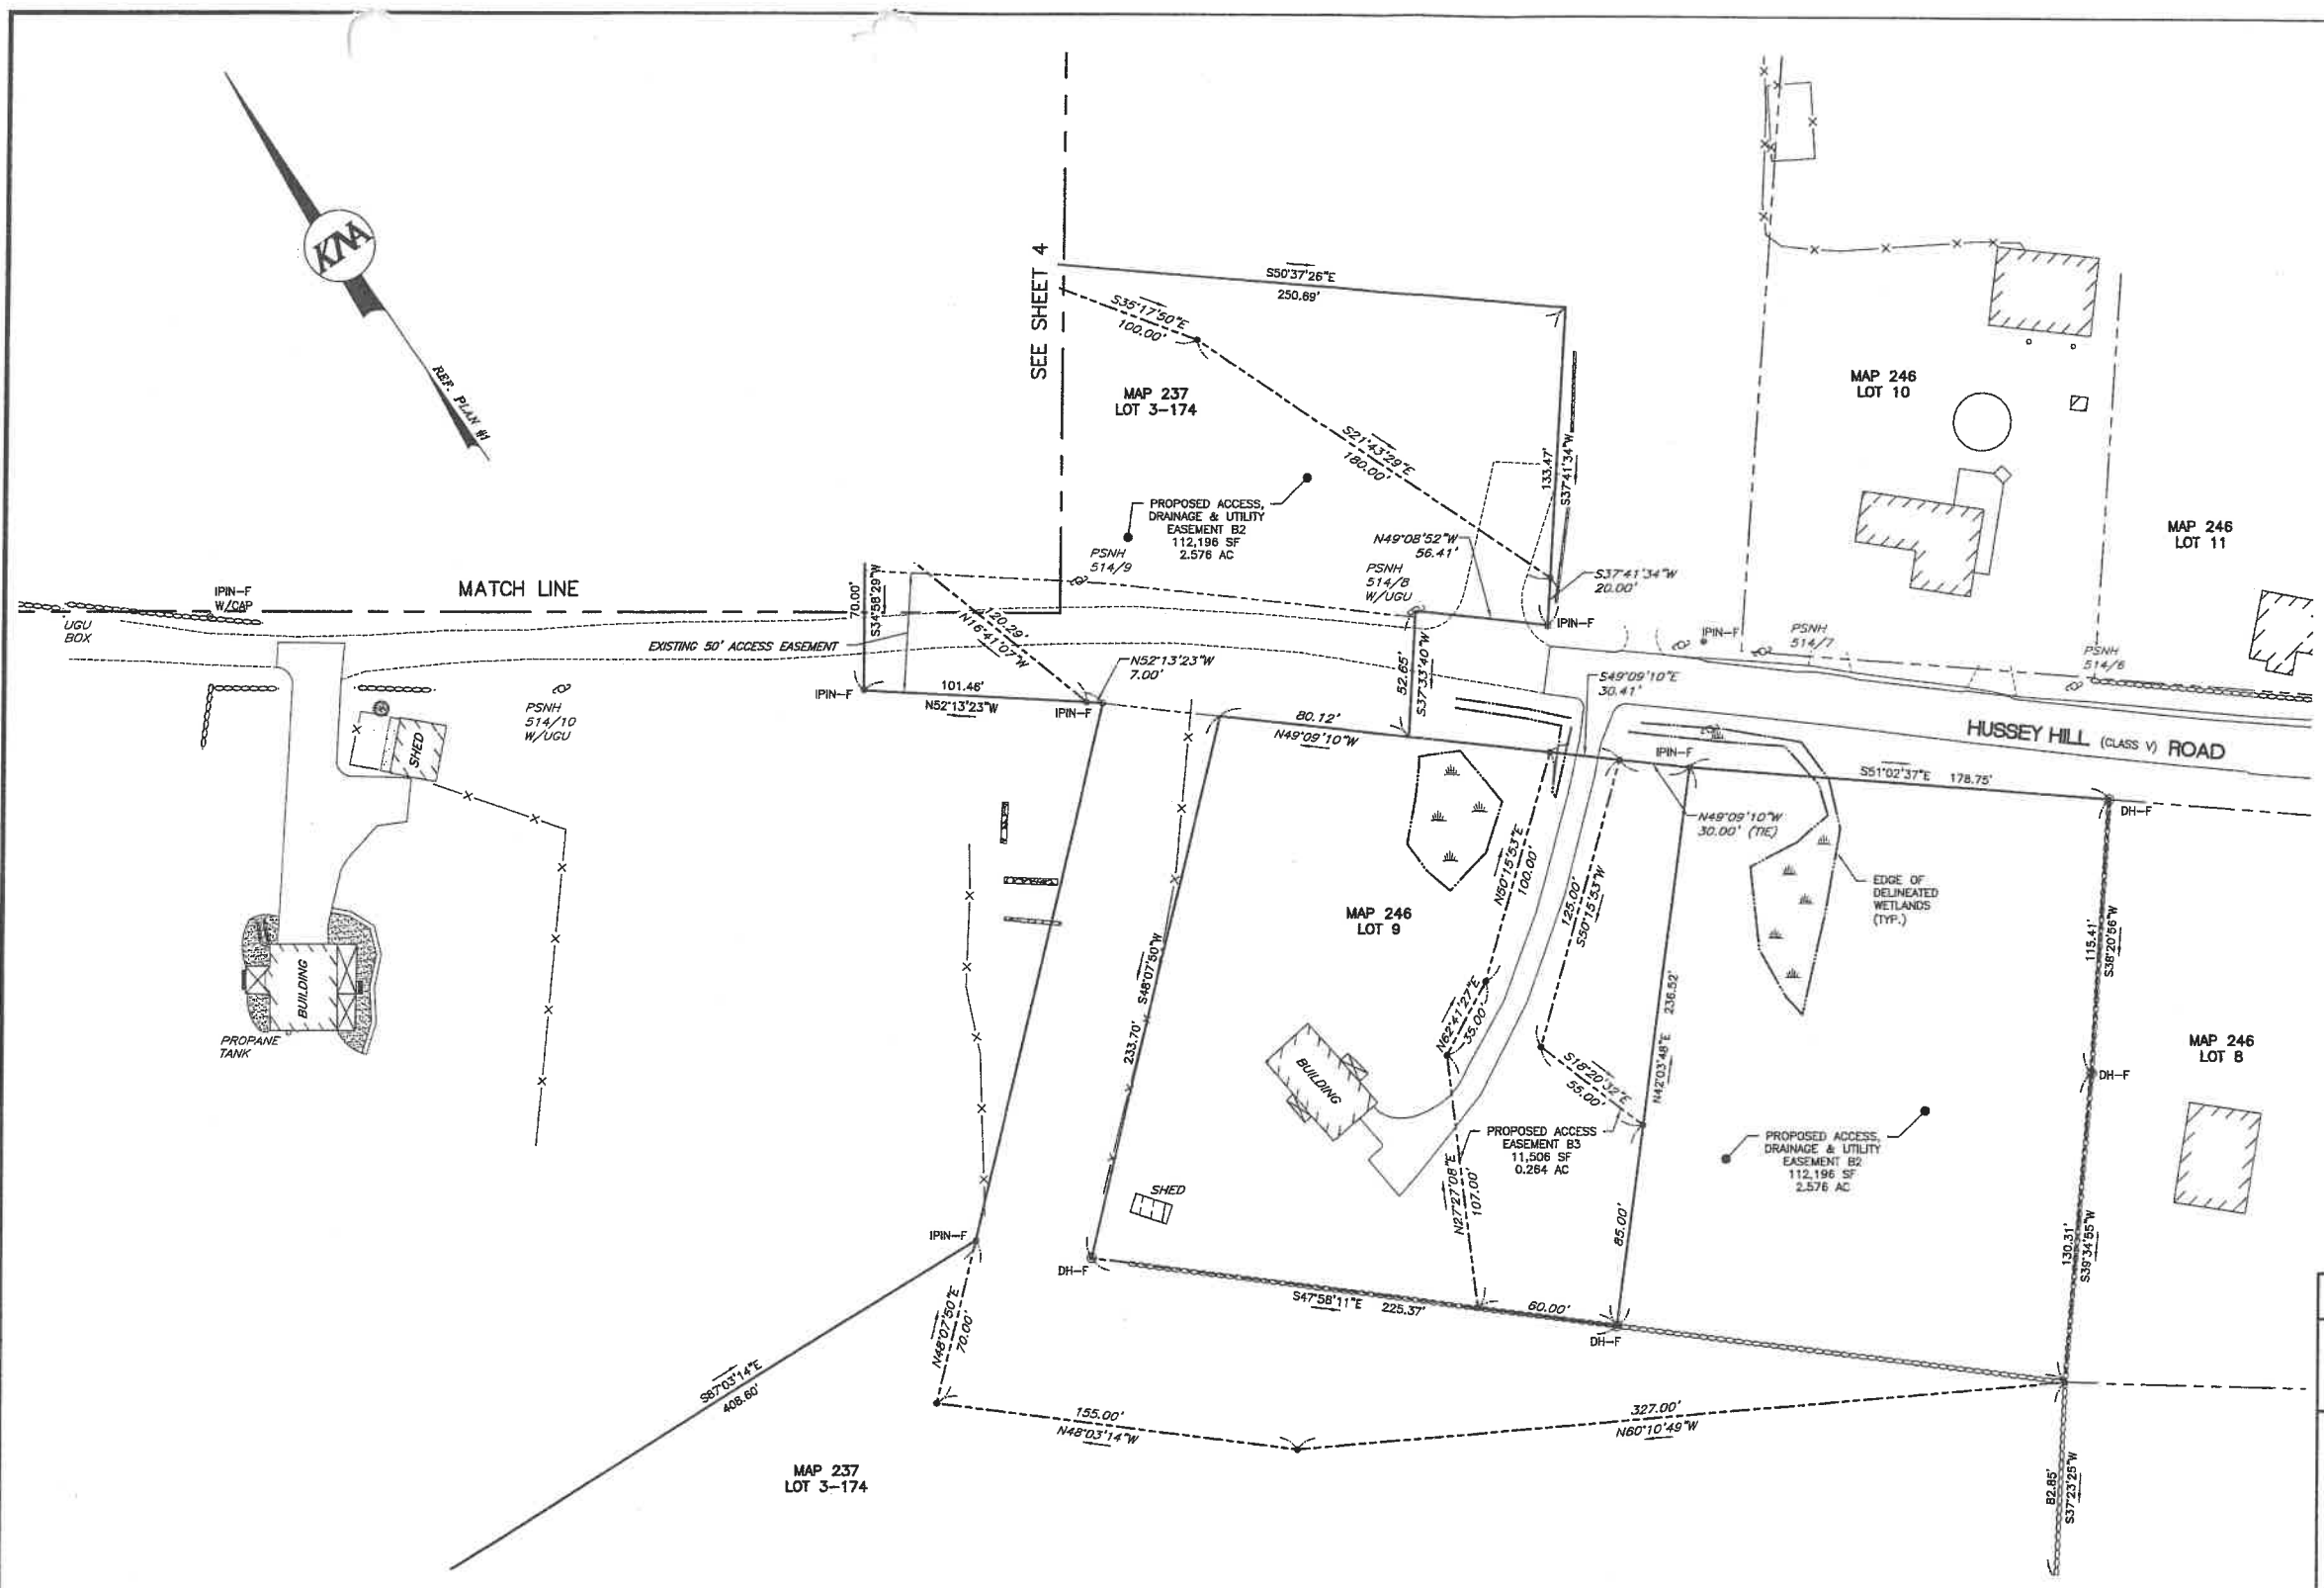 KNA
REF. PLAN #1
SEE SHEET 4
S50°37'26"E
250.69'
S35°17'50"E
100.00'
MAP 237
LOT 3-174
S21°43'29"E
180.00'
133.47'
S37°41'34"W
MAP 246
LOT 10
MAP 246
LOT 11
PROPOSED ACCESS,
DRAINAGE & UTILITY
EASEMENT B2
112,196 SF
2.576 AC
PSNH
514/9
N49°08'52"W
56.41'
PSNH
514/8
W/UGU
S37°41'34"W
20.00'
IPIN-F
W/CAP
MATCH LINE
UGU
BOX
70.00'
S34°58'29"W
120.29'
N16°41'07"W
EXISTING 50' ACCESS EASEMENT
IPIN-F
IPIN-F
PSNH
514/7
PSNH
514/6
N52°13'23"W
7.00'
52.65'
S37°33'40"W
S49°09'10"E
30.41'
IPIN-F
101.46'
N52°13'23"W
IPIN-F
PSNH
514/10
W/UGU
SHED
80.12'
N49°09'10"W
IPIN-F
HUSSEY HILL (CLASS V) ROAD
S51°02'37"E 178.75'
DH-F
N49°09'10"W
30.00' (TIE)
N50°15'53"E
100.00'
125.00'
S50°15'53"W
EDGE OF
DELINEATED
WETLANDS
(TYP.)
MAP 246
LOT 9
115.41'
S38°20'56"W
S48°07'50"W
233.70'
BUILDING
PROPANE
TANK
N62°41'27"E
35.00'
N42°03'48"E 236.52'
BUILDING
S18°20'32"E
55.00'
MAP 246
LOT 8
DH-F
PROPOSED ACCESS
EASEMENT B3
11,506 SF
0.264 AC
PROPOSED ACCESS,
DRAINAGE & UTILITY
EASEMENT B2
112,196 SF
2.576 AC
N27°27'08"E
107.00'
SHED
85.00'
130.31'
S39°34'55"W
IPIN-F
DH-F
S47°58'11"E 225.37'
60.00'
DH-F
N48°07'50"E
70.00'
S87°03'14"E
408.60'
155.00'
N48°03'14"W
327.00'
N60°10'49"W
MAP 237
LOT 3-174
82.85'
S37°23'25"W